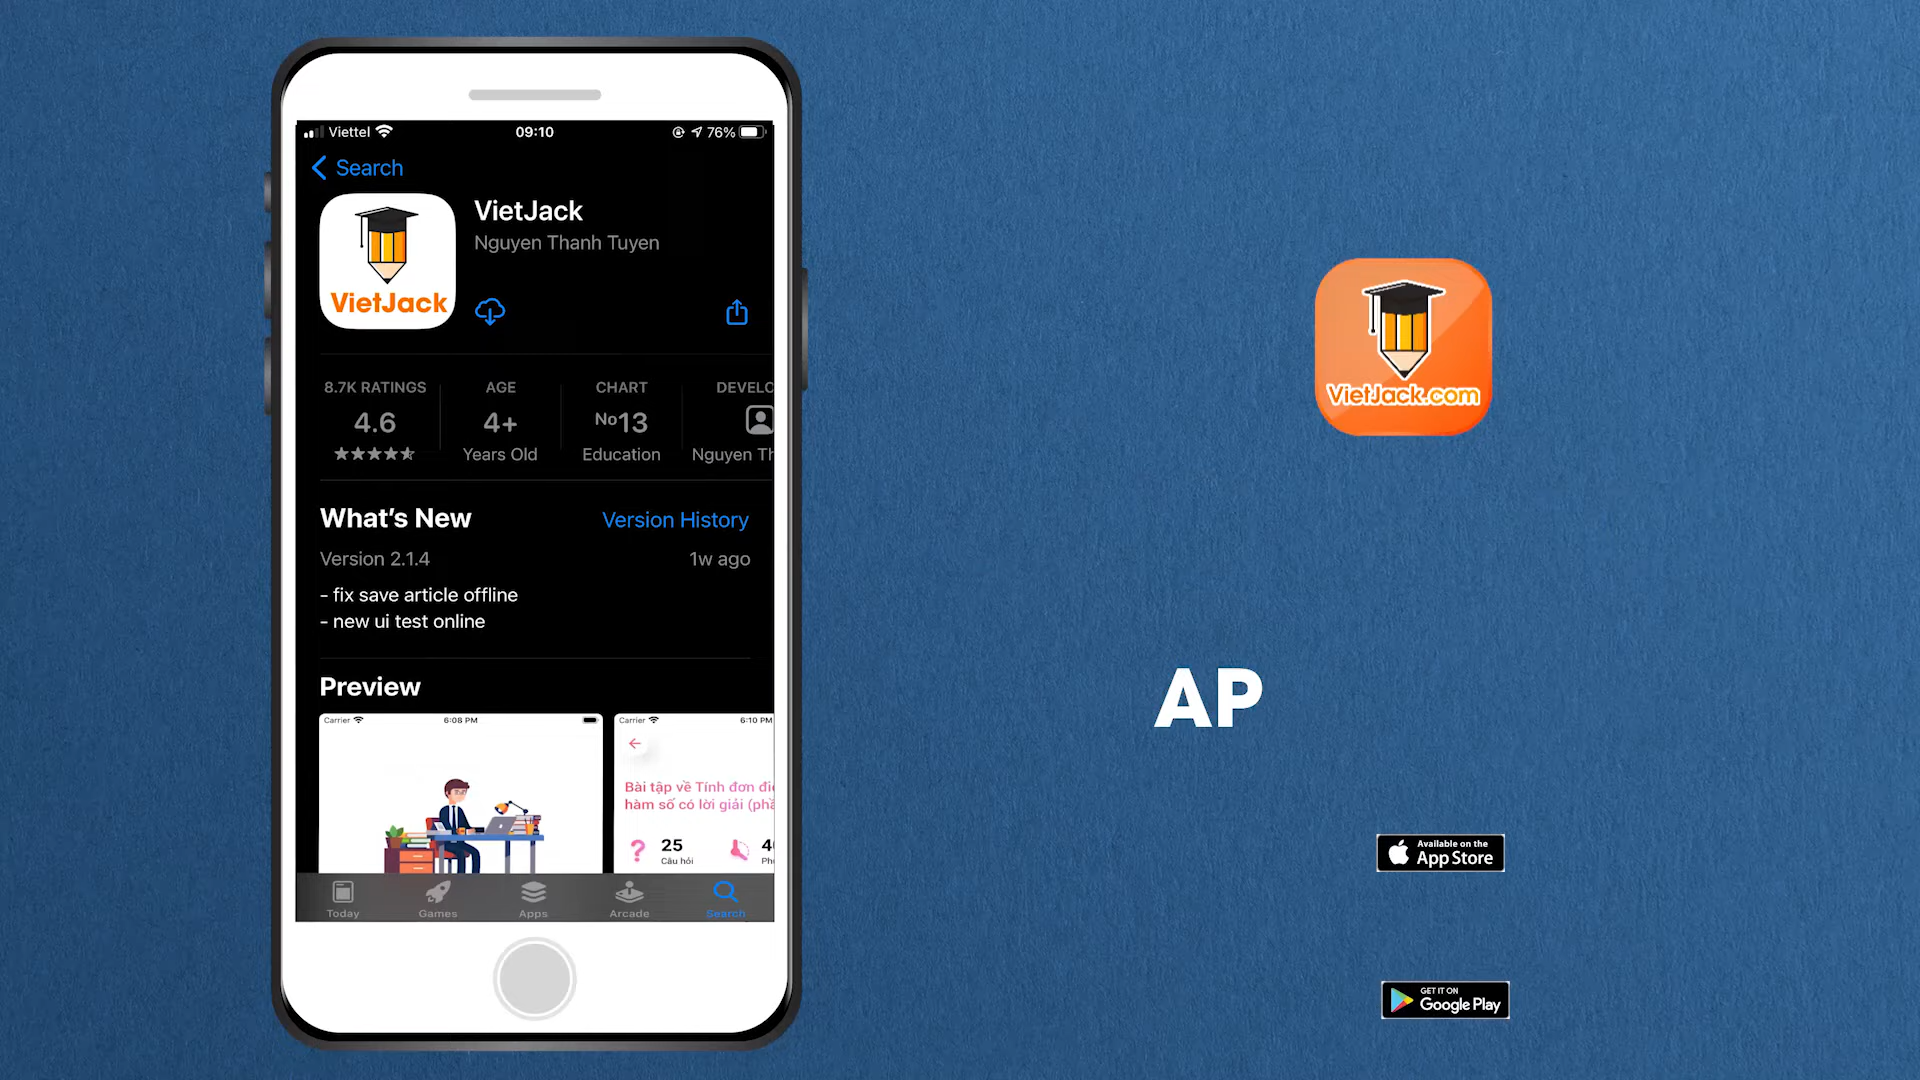 Viettel
09:10
76%
Search
VietJack
VietJack
Nguyen Thanh Tuyen
8.7K RATINGS
4.6
AGE
4+
Years Old
CHART
No13
Education
DEVELO
Nguyen Th
What's New
Version History
Version 2.1.4
1w ago
- fix save article offline
- new ui test online
Preview
Carrier
6:08 PM
Carrier
6:10 PM
Bài tập về Tính đơn điệ
hàm số có lời giải (phầ
25
Câu hỏi
Today
Games
Apps
Arcade
Search
VietJack.com
AP
Available on the
App Store
GET IT ON
Google Play